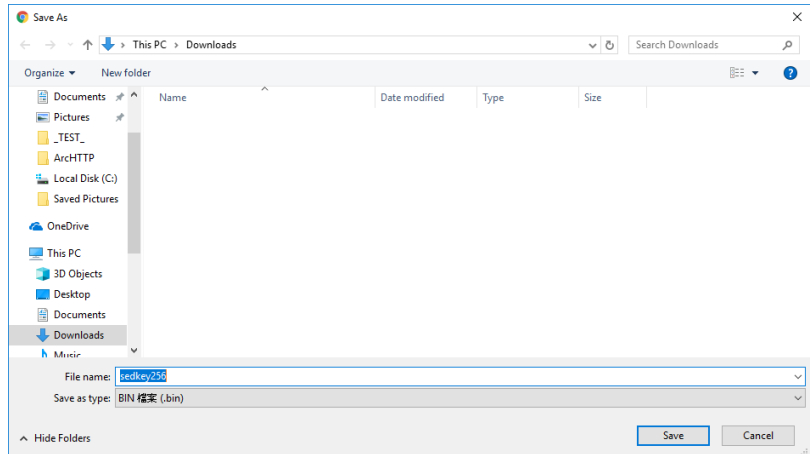 Save As
This PC > Downloads
Search Downloads
Organize
New folder
Name
Date modified
Type
Size
Documents
Pictures
_TEST_
ArcHTTP
Local Disk (C:)
Saved Pictures
OneDrive
This PC
3D Objects
Desktop
Documents
Downloads
Music
File name: sedkey256
Save as type: BIN 檔案 (.bin)
Hide Folders
Save
Cancel